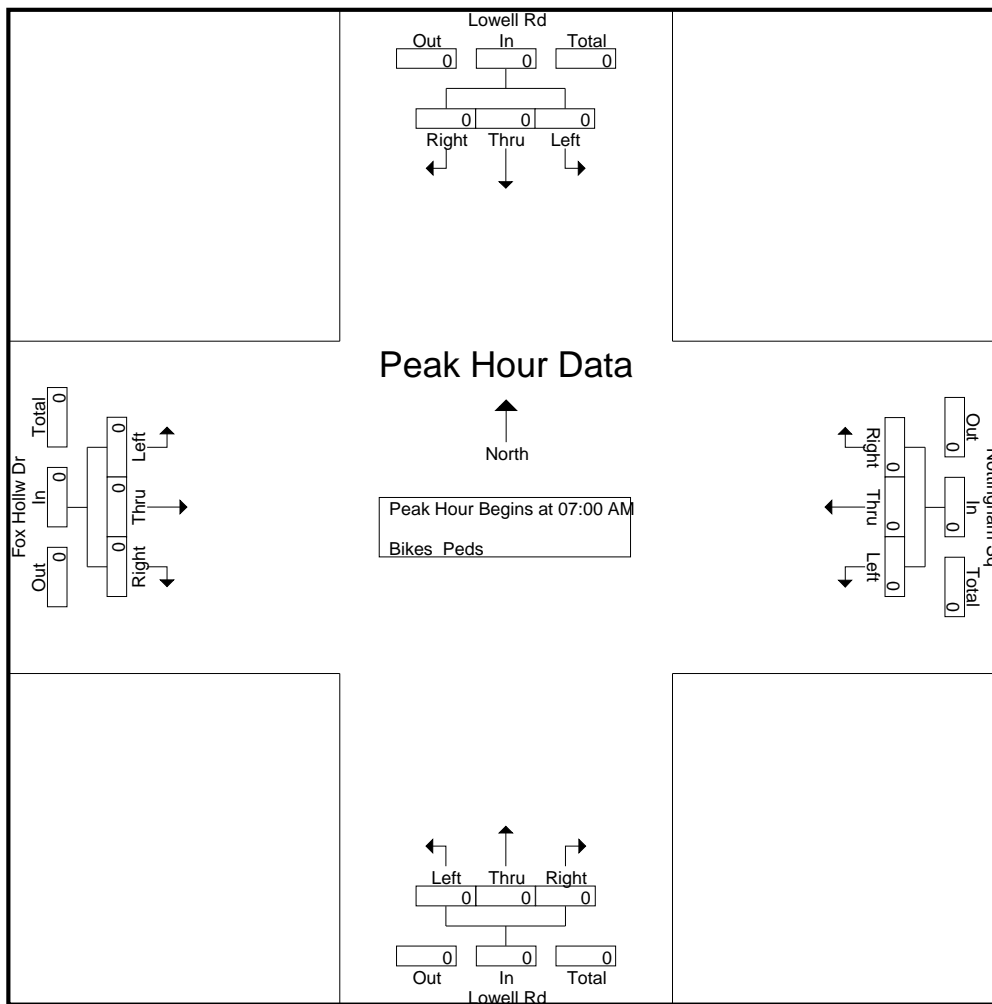 Lowell Rd
Out In Total
0 0 0
0 0 0
Right Thru Left
Peak Hour Data
North
Peak Hour Begins at 07:00 AM
Bikes Peds
Fox Hollw Dr
Total In Out
0 0 0
0 0 0
Left Thru Right
Right Thru Left
0 0 0
0 0 0
Out In Total
Nottingham Sq
Left Thru Right
0 0 0
0 0 0
Out In Total
Lowell Rd